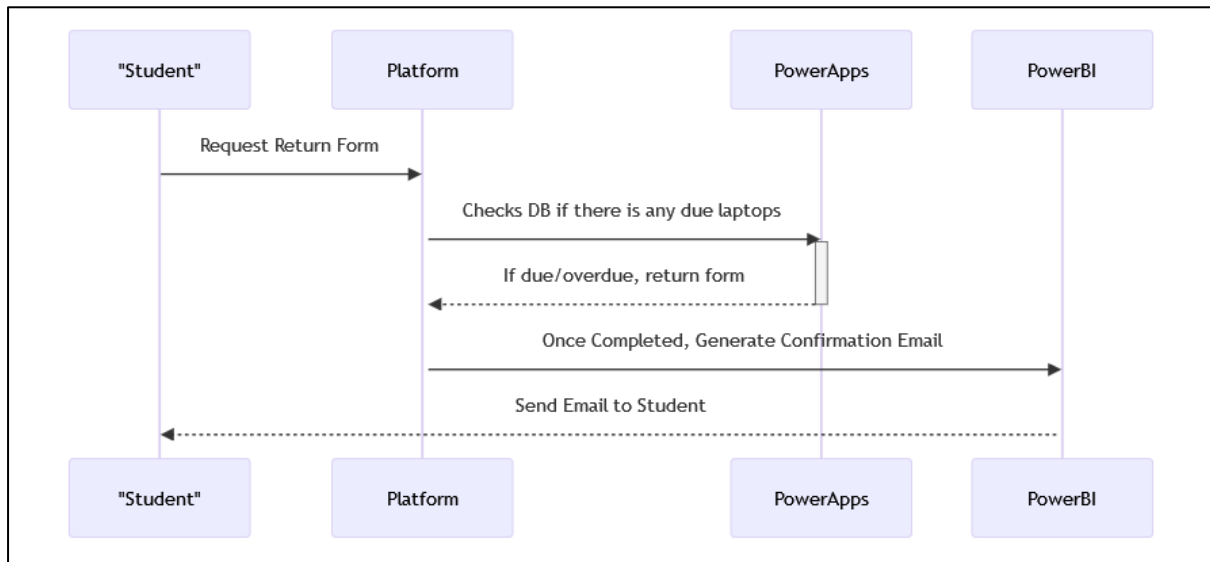 "Student" Platform PowerApps PowerBI
Request Return Form
Checks DB if there is any due laptops
If due/overdue, return form
Once Completed, Generate Confirmation Email
Send Email to Student
"Student" Platform PowerApps PowerBI